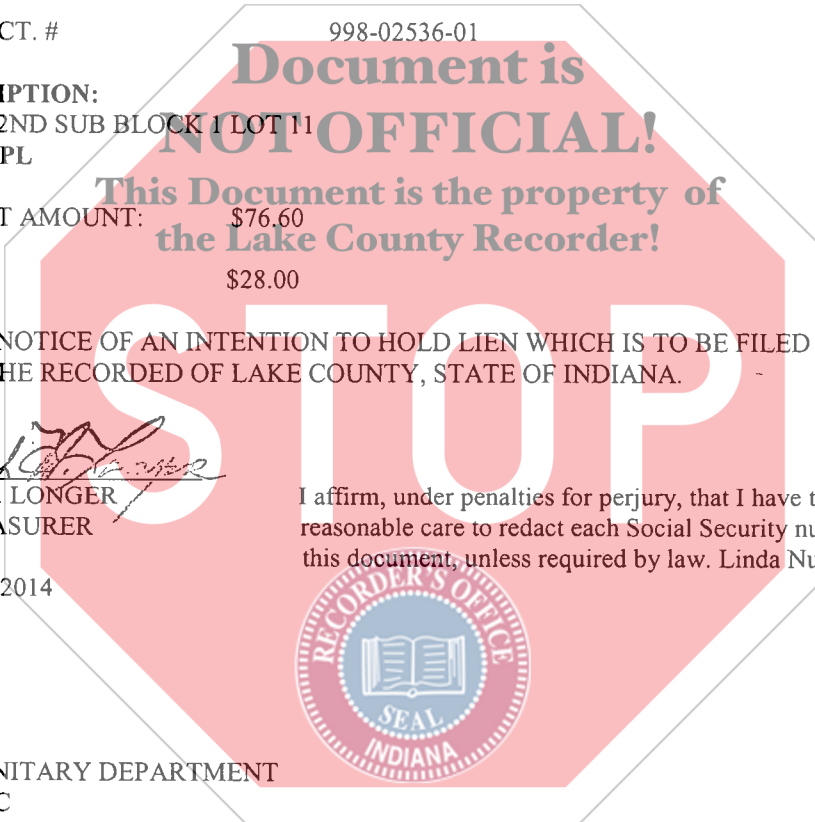 CT. # 998-02536-01
Document is
IPTION:
2ND SUB BLOCK 1 LOT 11
NOT OFFICIAL!
PL
This Document is the property of
T AMOUNT: $76.60
the Lake County Recorder!
$28.00
NOTICE OF AN INTENTION TO HOLD LIEN WHICH IS TO BE FILED
HE RECORDED OF LAKE COUNTY, STATE OF INDIANA.
STOP
. LONGER
ASURER
I affirm, under penalties for perjury, that I have t
reasonable care to redact each Social Security nu
this document, unless required by law. Linda Nu
2014
RECORDER'S OFFICE
SEAL
INDIANA
NITARY DEPARTMENT
C